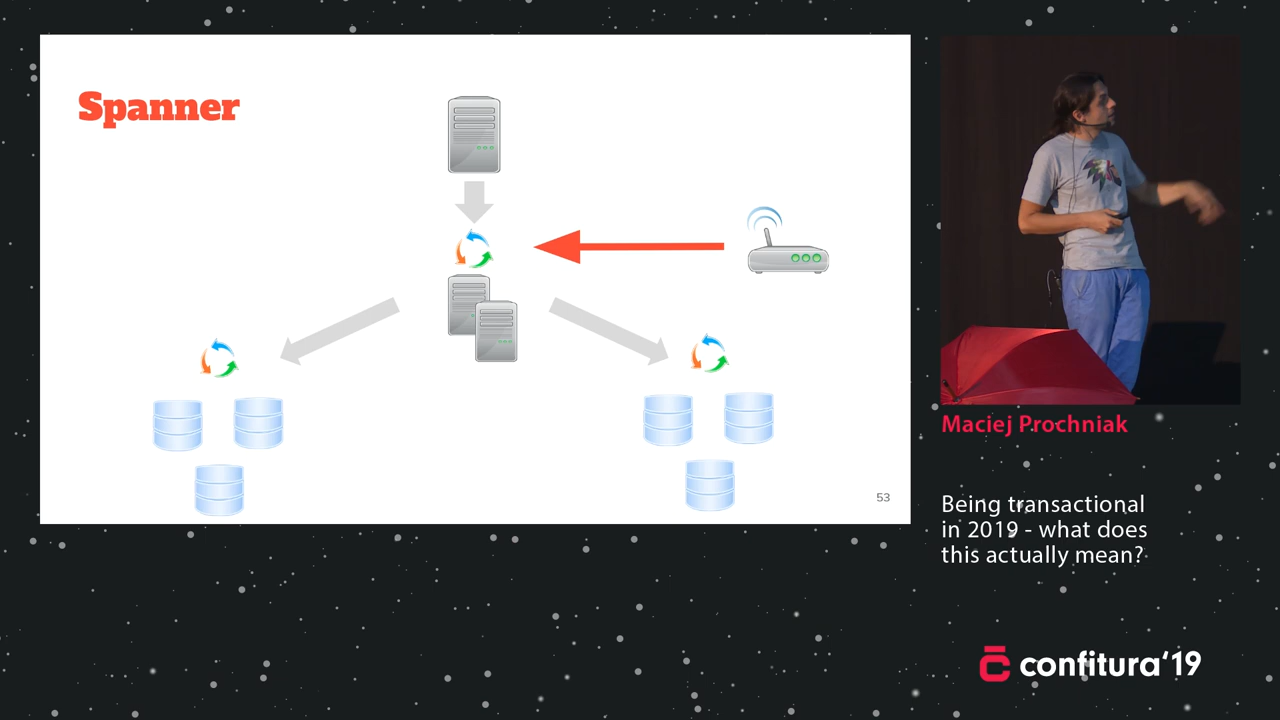 Spanner
53
Maciej Prochniak
Being transactional
in 2019 - what does
this actually mean?
confitura'19